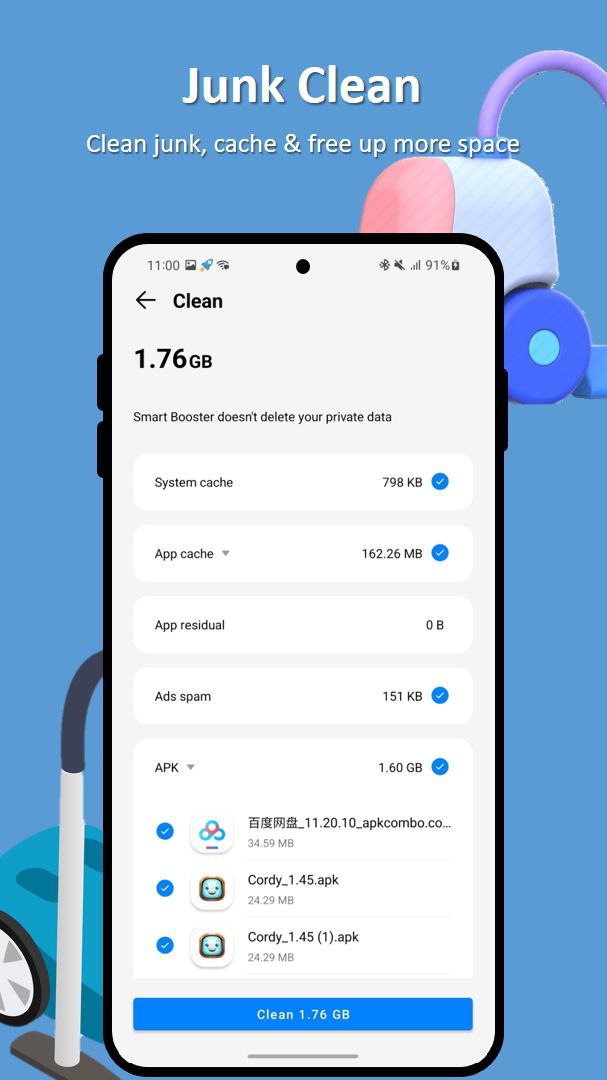 Junk Clean
Clean junk, cache & free up more space
11:00 91%
Clean
1.76 GB
Smart Booster doesn't delete your private data
System cache 798 KB
App cache 162.26 MB
App residual 0 B
Ads spam 151 KB
APK 1.60 GB
百度网盘_11.20.10_apkcombo.co...
34.59 MB
Cordy_1.45.apk
24.29 MB
Cordy_1.45 (1).apk
24.29 MB
Clean 1.76 GB